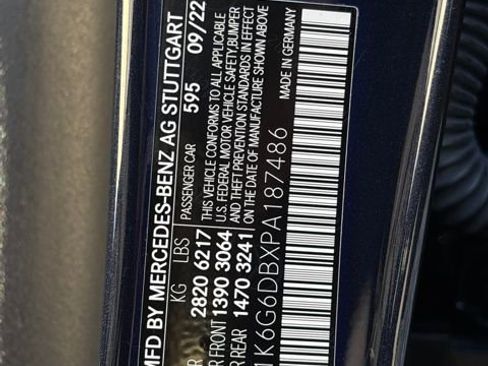 MFD BY MERCEDES-BENZ AG STUTTGART
PASSENGER CAR 595 09/22
KG LBS THIS VEHICLE CONFORMS TO ALL APPLICABLE
2820 6217 U.S. FEDERAL MOTOR VEHICLE SAFETY,BUMPER
FRONT 1390 3064 AND THEFT PREVENTION STANDARDS IN EFFECT
REAR 1470 3241 ON DATE OF MANUFACTURE SHOWN ABOVE
MADE IN GERMANY
1K6G6DBXPA187486